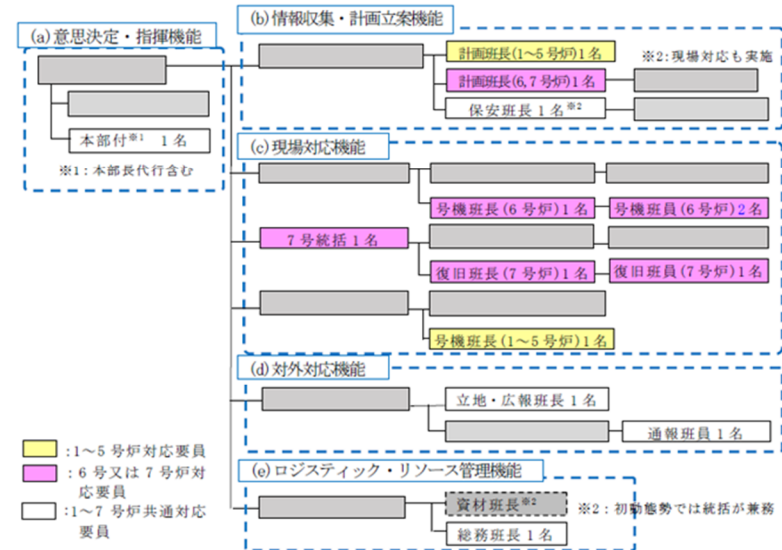 (a)意思決定・指揮機能
本部付※1 1名
※1:本部長代行含む
(b)情報収集・計画立案機能
計画班長(1~5号炉)1名
計画班長(6,7号炉)1名
保安班長1名※2
※2:現場対応も実施
(c)現場対応機能
号機班長(6号炉)1名
号機班員(6号炉)2名
7号統括1名
復旧班長(7号炉)1名
復旧班員(7号炉)1名
号機班長(1~5号炉)1名
(d)対外対応機能
立地・広報班長1名
通報班員1名
(e)ロジスティック・リソース管理機能
資材班長※2
※2:初動態勢では統括が兼務
総務班長1名
:1~5号炉対応要員
:6号又は7号炉対
応要員
:1~7号炉共通対応
要員